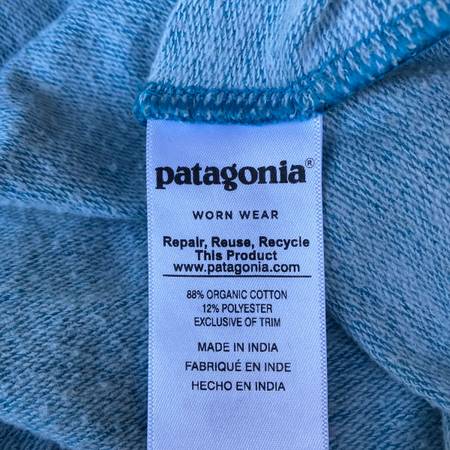 patagonia®
WORN WEAR
Repair, Reuse, Recycle
This Product
www.patagonia.com
88% ORGANIC COTTON
12% POLYESTER
EXCLUSIVE OF TRIM
MADE IN INDIA
FABRIQUÉ EN INDE
HECHO EN INDIA